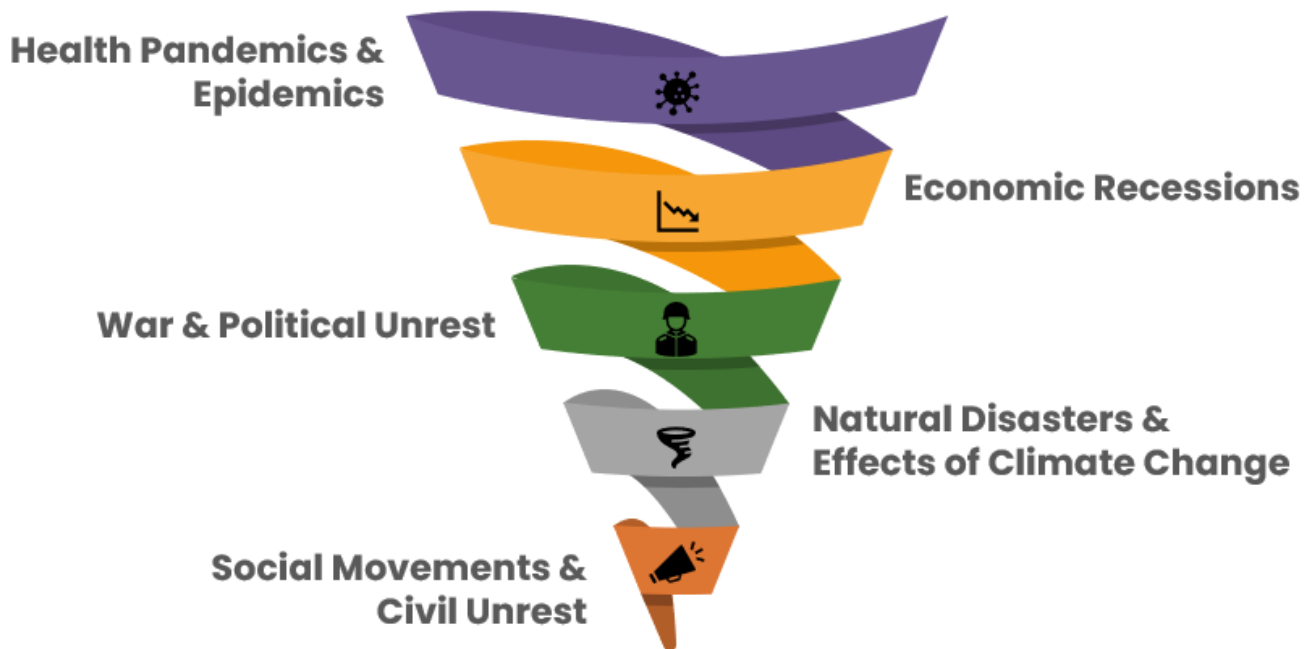 Health Pandemics &
Epidemics
Economic Recessions
War & Political Unrest
Natural Disasters &
Effects of Climate Change
Social Movements &
Civil Unrest